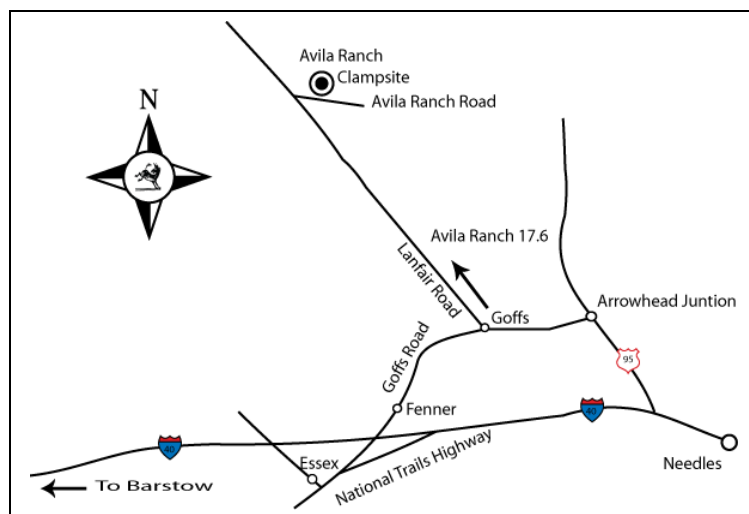 Avila Ranch
Clampsite
Avila Ranch Road
N
Avila Ranch 17.6
Lanfair Road
Arrowhead Juntion
Goffs
95
Goffs Road
Fenner
40
40
Essex
National Trails Highway
Needles
To Barstow